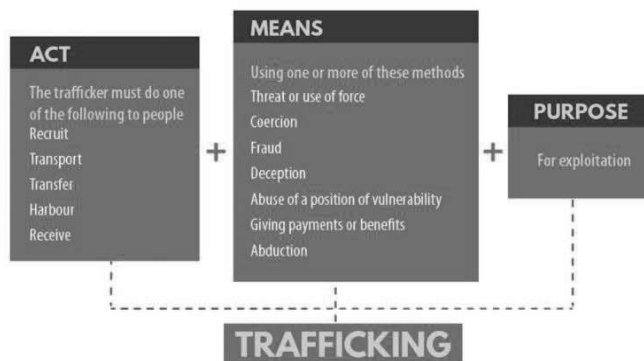 ACT
The trafficker must do one
of the following to people
Recruit
Transport
Transfer
Harbour
Receive
+
MEANS
Using one or more of these methods
Threat or use of force
Coercion
Fraud
Deception
Abuse of a position of vulnerability
Giving payments or benefits
Abduction
+
PURPOSE
For exploitation
TRAFFICKING